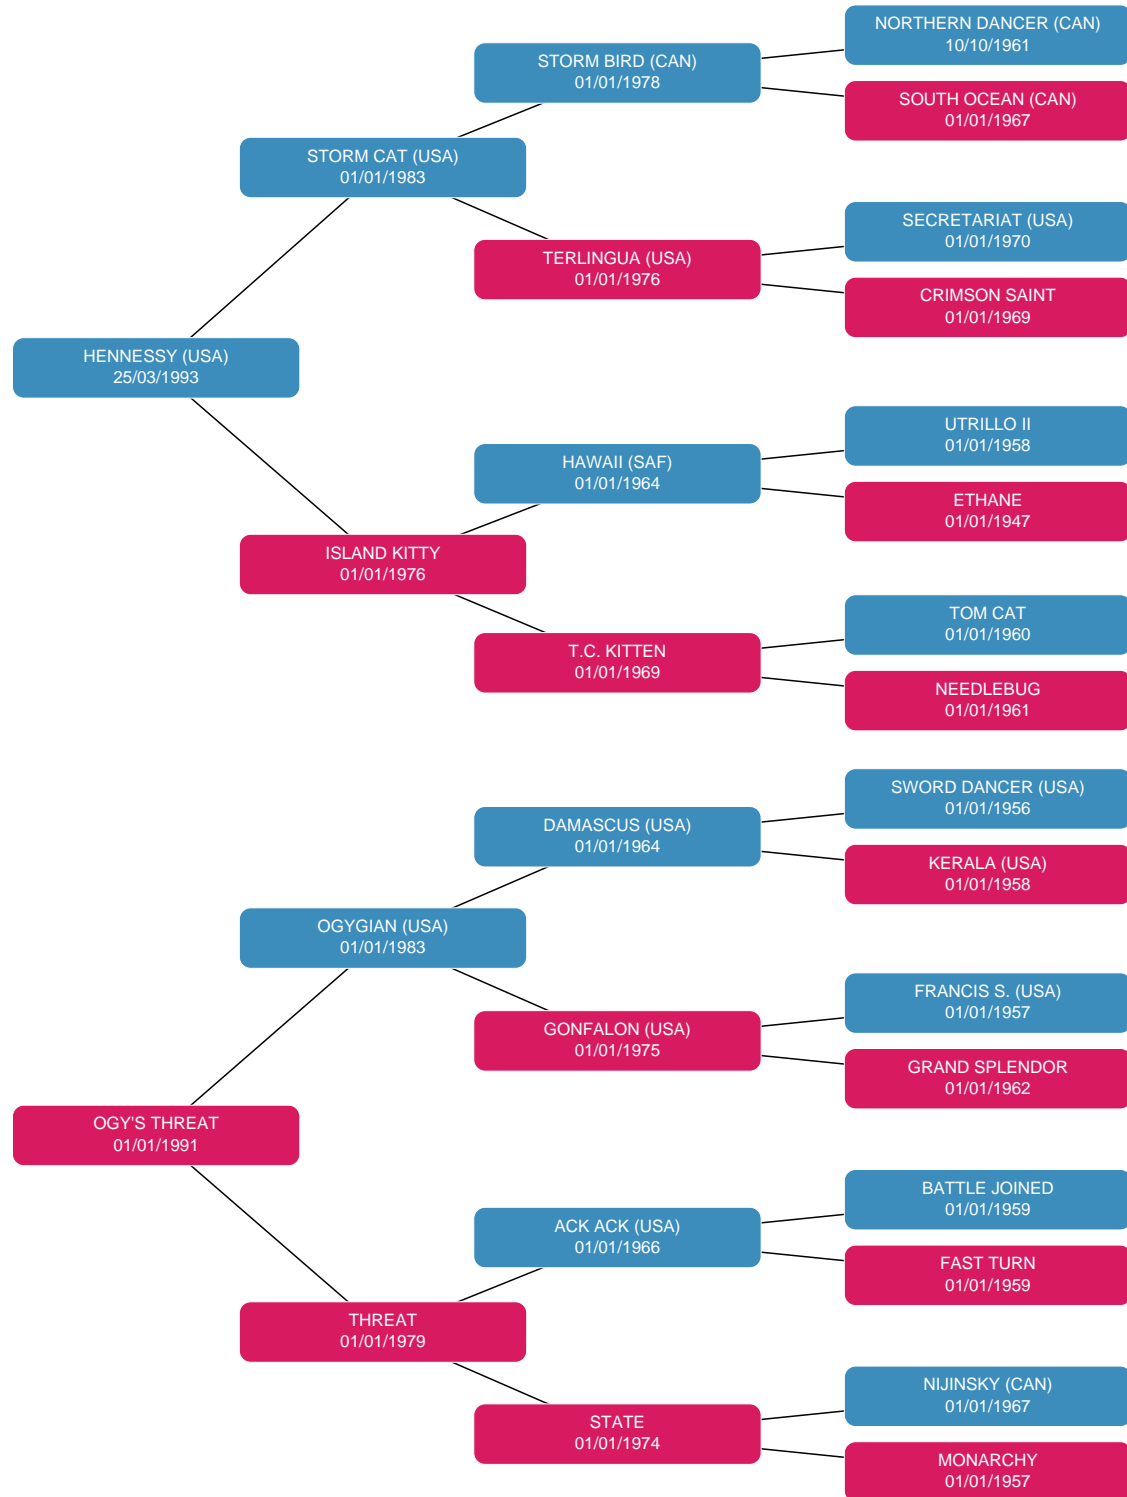 NORTHERN DANCER (CAN)
10/10/1961
STORM BIRD (CAN)
01/01/1978
SOUTH OCEAN (CAN)
01/01/1967
STORM CAT (USA)
01/01/1983
SECRETARIAT (USA)
01/01/1970
TERLINGUA (USA)
01/01/1976
CRIMSON SAINT
01/01/1969
HENNESSY (USA)
25/03/1993
UTRILLO II
01/01/1958
HAWAII (SAF)
01/01/1964
ETHANE
01/01/1947
ISLAND KITTY
01/01/1976
TOM CAT
01/01/1960
T.C. KITTEN
01/01/1969
NEEDLEBUG
01/01/1961
SWORD DANCER (USA)
01/01/1956
DAMASCUS (USA)
01/01/1964
KERALA (USA)
01/01/1958
OGYGIAN (USA)
01/01/1983
FRANCIS S. (USA)
01/01/1957
GONFALON (USA)
01/01/1975
GRAND SPLENDOR
01/01/1962
OGY'S THREAT
01/01/1991
BATTLE JOINED
01/01/1959
ACK ACK (USA)
01/01/1966
FAST TURN
01/01/1959
THREAT
01/01/1979
NIJINSKY (CAN)
01/01/1967
STATE
01/01/1974
MONARCHY
01/01/1957